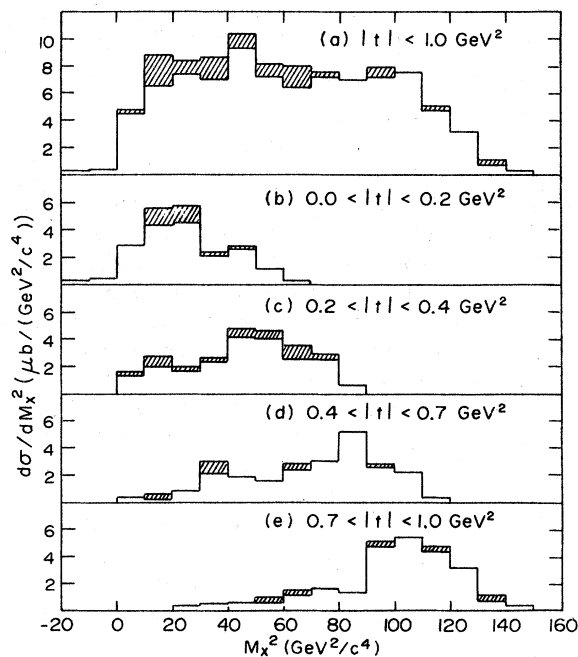 10
8
6
4
2
(a) |t| < 1.0 GeV²
6
4
2
(b) 0.0 < |t| < 0.2 GeV²
6
4
2
(c) 0.2 < |t| < 0.4 GeV²
6
4
2
(d) 0.4 < |t| < 0.7 GeV²
6
4
2
(e) 0.7 < |t| < 1.0 GeV²
dσ/dMx² (μb/(GeV²/c⁴))
-20 0 20 40 60 80 100 120 140 160
Mx² (GeV²/c⁴)